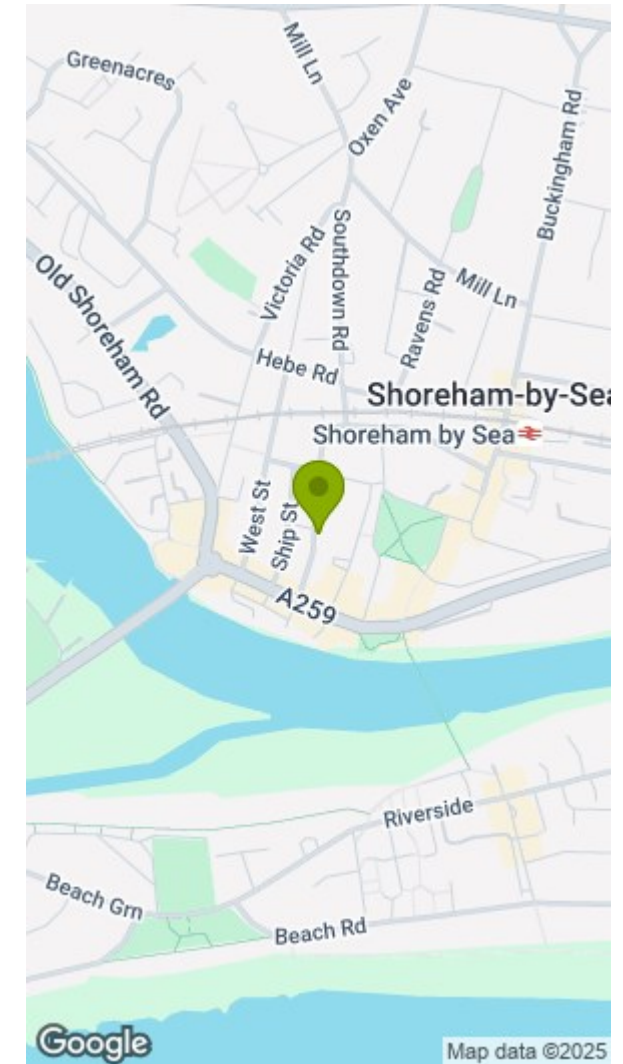 Mill Ln
Greenacres
Oxen Ave
Buckingham Rd
Southdown Rd
Victoria Rd
Old Shoreham Rd
Mill Ln
Ravens Rd
Hebe Rd
Shoreham-by-Sea
Shoreham by Sea
West St
Ship St
A259
Riverside
Beach Grn
Beach Rd
Google
Map data ©2025